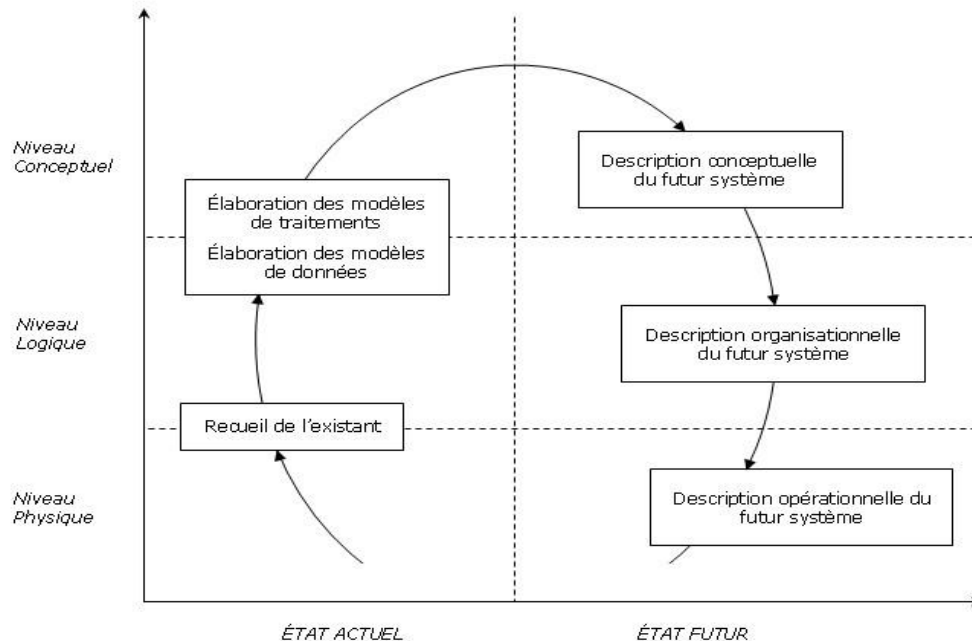 Niveau
Conceptuel
Élaboration des modèles
de traitements
Élaboration des modèles
de données
Description conceptuelle
du futur système
Niveau
Logique
Description organisationnelle
du futur système
Recueil de l'existant
Niveau
Physique
Description opérationnelle du
futur système
ÉTAT ACTUEL
ÉTAT FUTUR